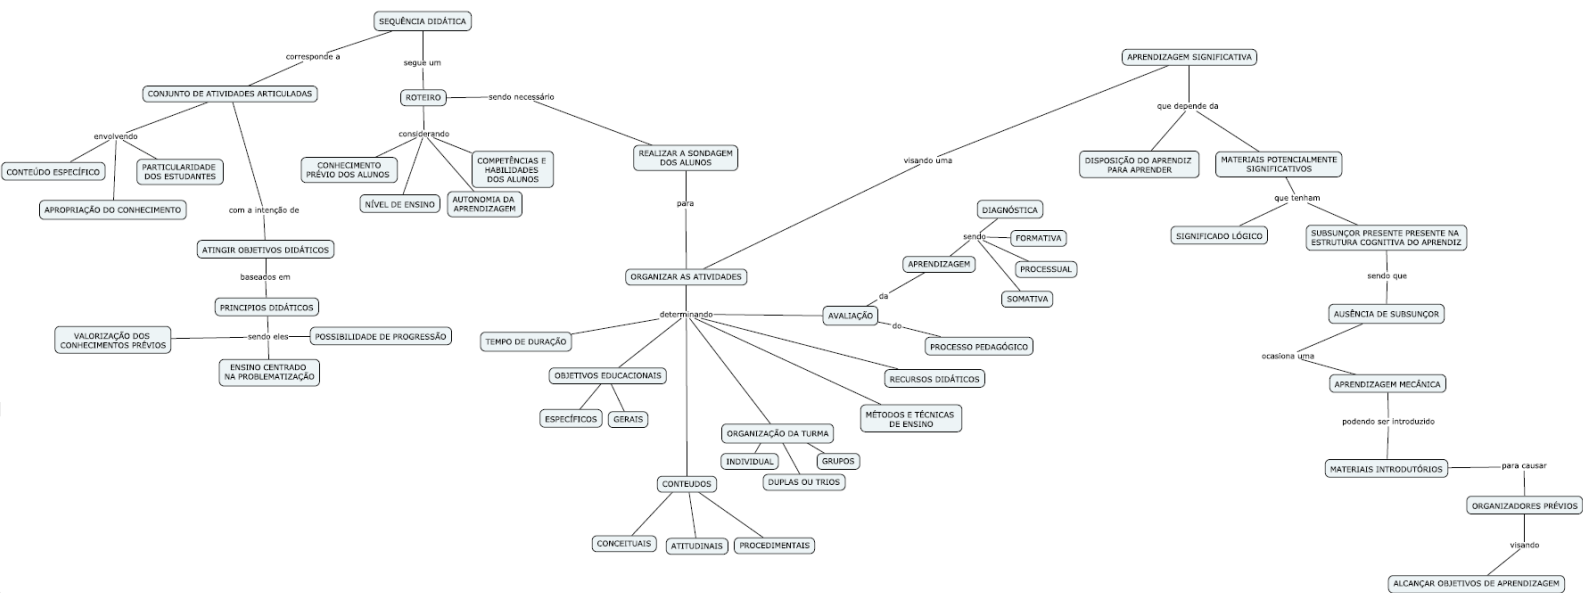 SEQUÊNCIA DIDÁTICA
corresponde a
segue um
CONJUNTO DE ATIVIDADES ARTICULADAS
ROTEIRO
sendo necessário
envolvendo
CONTEÚDO ESPECÍFICO
PARTICULARIDADE
DOS ESTUDANTES
APROPRIAÇÃO DO CONHECIMENTO
com a intenção de
ATINGIR OBJETIVOS DIDÁTICOS
baseados em
PRINCIPIOS DIDÁTICOS
sendo eles
VALORIZAÇÃO DOS
CONHECIMENTOS PRÉVIOS
POSSIBILIDADE DE PROGRESSÃO
ENSINO CENTRADO
NA PROBLEMATIZAÇÃO
considerando
CONHECIMENTO
PRÉVIO DOS ALUNOS
NÍVEL DE ENSINO
AUTONOMIA DA
APRENDIZAGEM
COMPETÊNCIAS E
HABILIDADES
DOS ALUNOS
REALIZAR A SONDAGEM
DOS ALUNOS
para
ORGANIZAR AS ATIVIDADES
visando uma
determinando
TEMPO DE DURAÇÃO
OBJETIVOS EDUCACIONAIS
ESPECÍFICOS
GERAIS
CONTEUDOS
CONCEITUAIS
ATITUDINAIS
PROCEDIMENTAIS
ORGANIZAÇÃO DA TURMA
INDIVIDUAL
DUPLAS OU TRIOS
GRUPOS
MÉTODOS E TÉCNICAS
DE ENSINO
RECURSOS DIDÁTICOS
AVALIAÇÃO
da
do
APRENDIZAGEM
PROCESSO PEDAGÓGICO
sendo
DIAGNÓSTICA
FORMATIVA
PROCESSUAL
SOMATIVA
APRENDIZAGEM SIGNIFICATIVA
que depende da
DISPOSIÇÃO DO APRENDIZ
PARA APRENDER
MATERIAIS POTENCIALMENTE
SIGNIFICATIVOS
que tenham
SIGNIFICADO LÓGICO
SUBSUNÇOR PRESENTE PRESENTE NA
ESTRUTURA COGNITIVA DO APRENDIZ
sendo que
AUSÊNCIA DE SUBSUNÇOR
ocasiona uma
APRENDIZAGEM MECÂNICA
podendo ser introduzido
MATERIAIS INTRODUTÓRIOS
para causar
ORGANIZADORES PRÉVIOS
visando
ALCANÇAR OBJETIVOS DE APRENDIZAGEM